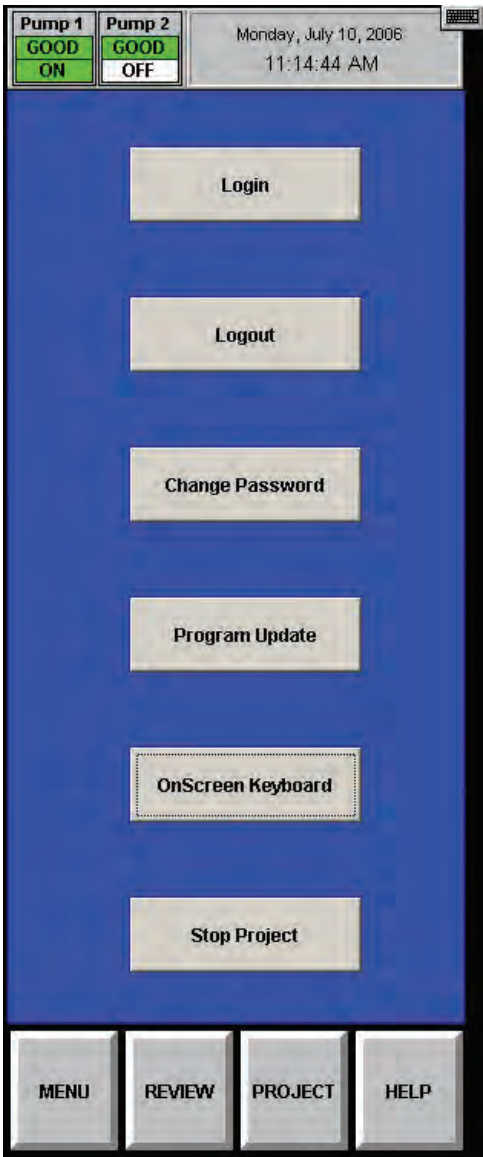 Pump 1
GOOD
ON
Pump 2
GOOD
OFF
Monday, July 10, 2006
11:14:44 AM
Login
Logout
Change Password
Program Update
OnScreen Keyboard
Stop Project
MENU
REVIEW
PROJECT
HELP